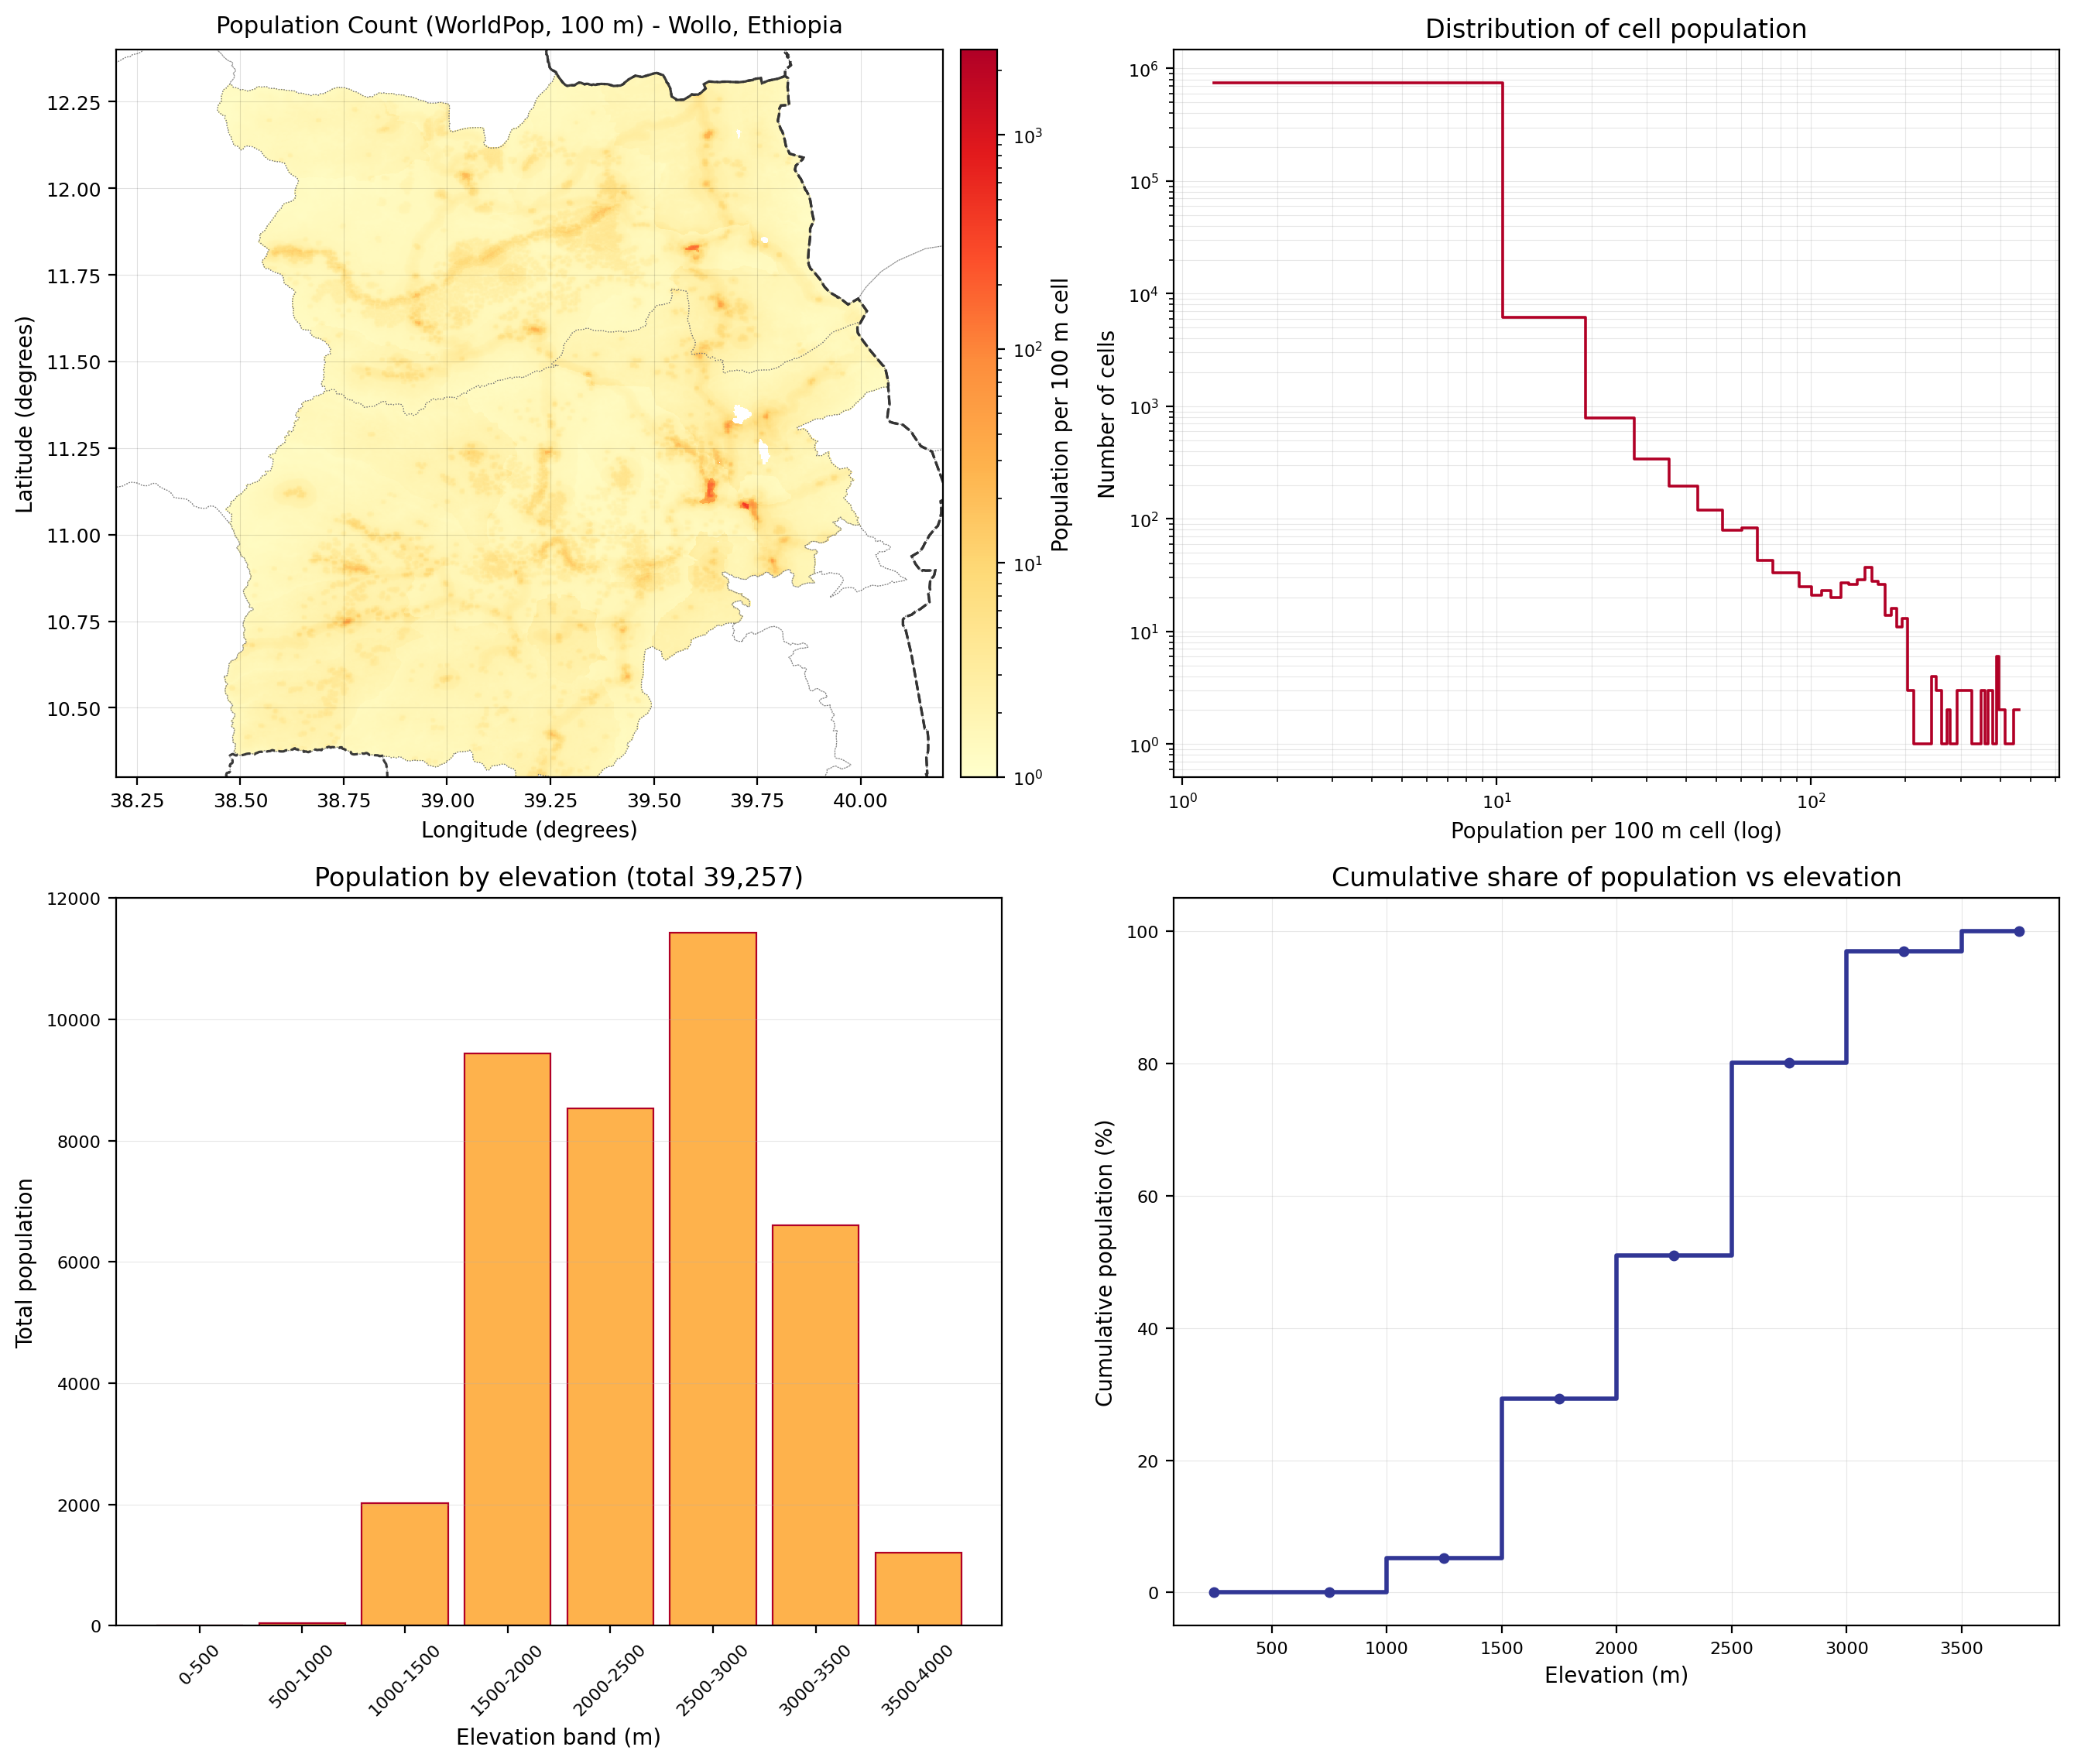 Population Count (WorldPop, 100 m) - Wollo, Ethiopia
12.25
12.00
11.75
11.50
11.25
11.00
10.75
10.50
Latitude (degrees)
38.25 38.50 38.75 39.00 39.25 39.50 39.75 40.00
Longitude (degrees)
10³
10²
10¹
10⁰
Population per 100 m cell
Distribution of cell population
10⁶
10⁵
10⁴
10³
10²
10¹
10⁰
Number of cells
10⁰ 10¹ 10²
Population per 100 m cell (log)
Population by elevation (total 39,257)
12000
10000
8000
6000
4000
2000
0
Total population
0-500 500-1000 1000-1500 1500-2000 2000-2500 2500-3000 3000-3500 3500-4000
Elevation band (m)
Cumulative share of population vs elevation
100
80
60
40
20
0
Cumulative population (%)
500 1000 1500 2000 2500 3000 3500
Elevation (m)